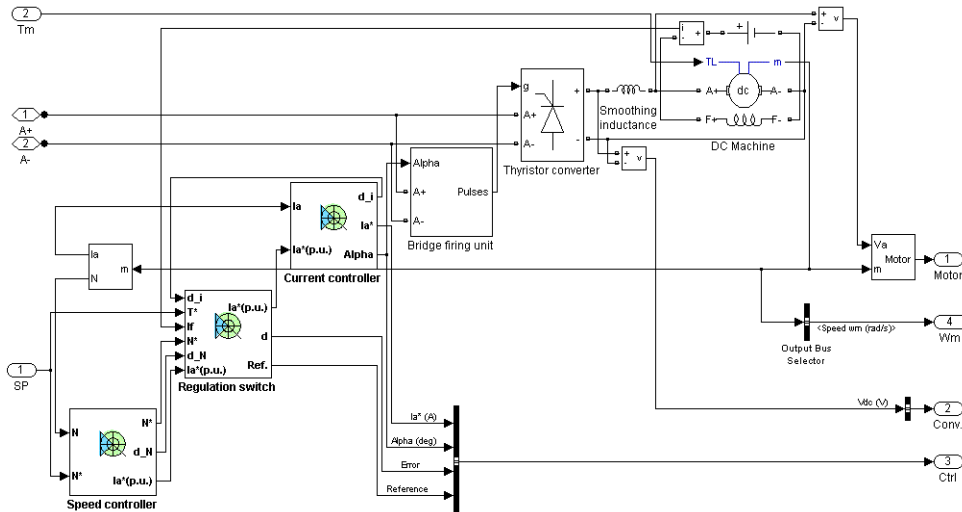 2
Tm
1
A+
2
A-
i
-
+
+
+
-
v
TL
m
A+
dc
A-
F+
F-
DC Machine
g
A+
A-
+
-
Thyristor converter
Smoothing
inductance
+
-
v
Alpha
A+
A-
Pulses
Bridge firing unit
Ia
Ia*(p.u.)
d_i
Ia*
Alpha
Current controller
Ia
N
m
Va
m
Motor
1
Motor
d_i
T*
If
N*
d_N
Ia*(p.u.)
Ia*(p.u.)
d
Ref.
Regulation switch
1
SP
N
N*
N*
d_N
Ia*(p.u.)
Speed controller
Output Bus
Selector
<Speed wm (rad/s)>
4
Wm
Vdc (V)
2
Conv.
Ia* (A)
Alpha (deg)
Error
Reference
3
Ctrl